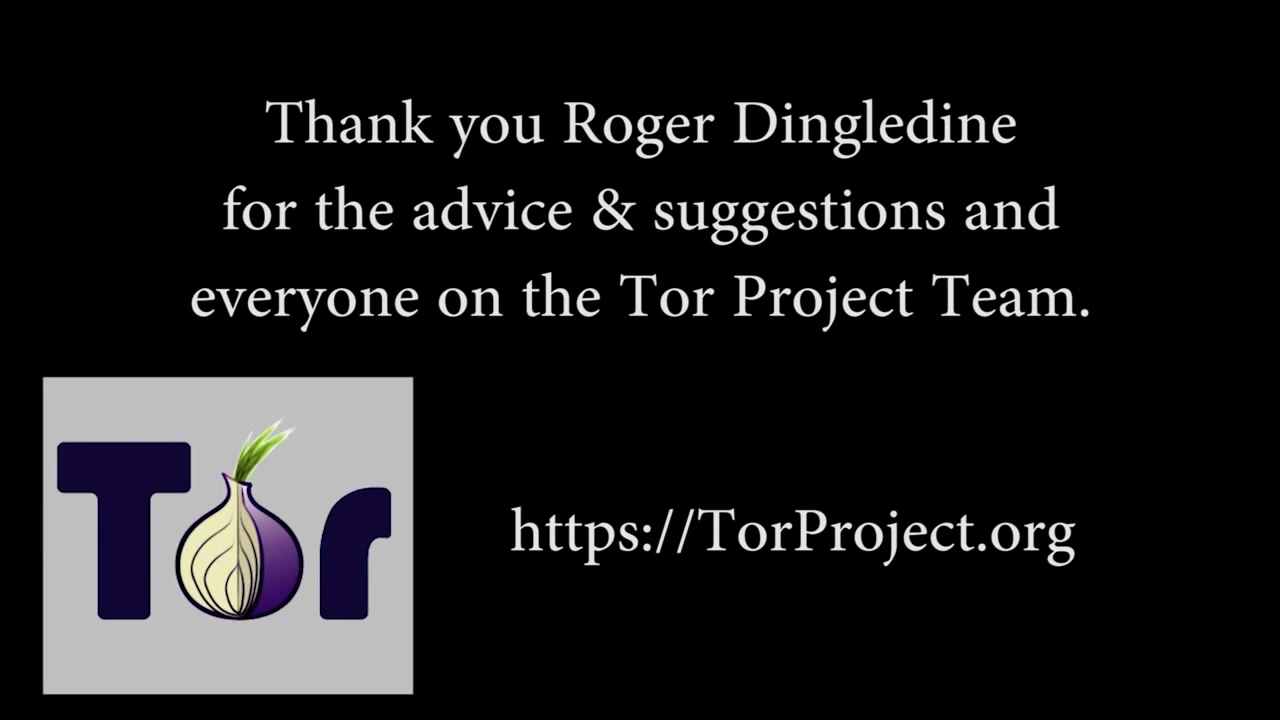 Thank you Roger Dingledine
for the advice & suggestions and
everyone on the Tor Project Team.
Tor
https://TorProject.org